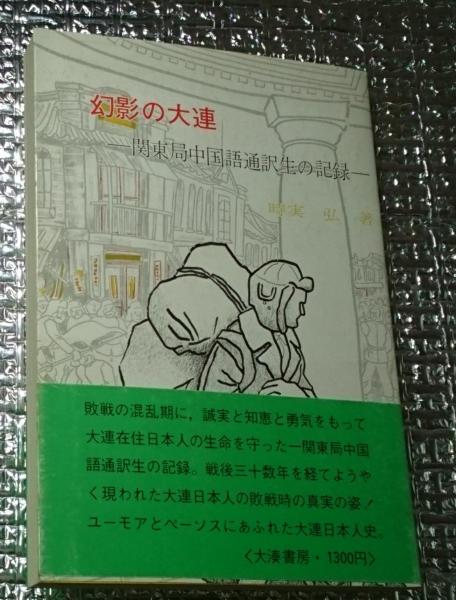 幻影の大連
―関東局中国語通訳生の記録―
時実 弘 著
敗戦の混乱期に，誠実と知恵と勇気をもって
大連在住日本人の生命を守った一関東局中国
語通訳生の記録。戦後三十数年を経てようや
く現われた大連日本人の敗戦時の真実の姿！
ユーモアとペーソスにあふれた大連日本人史。
〈大湊書房・1300円〉